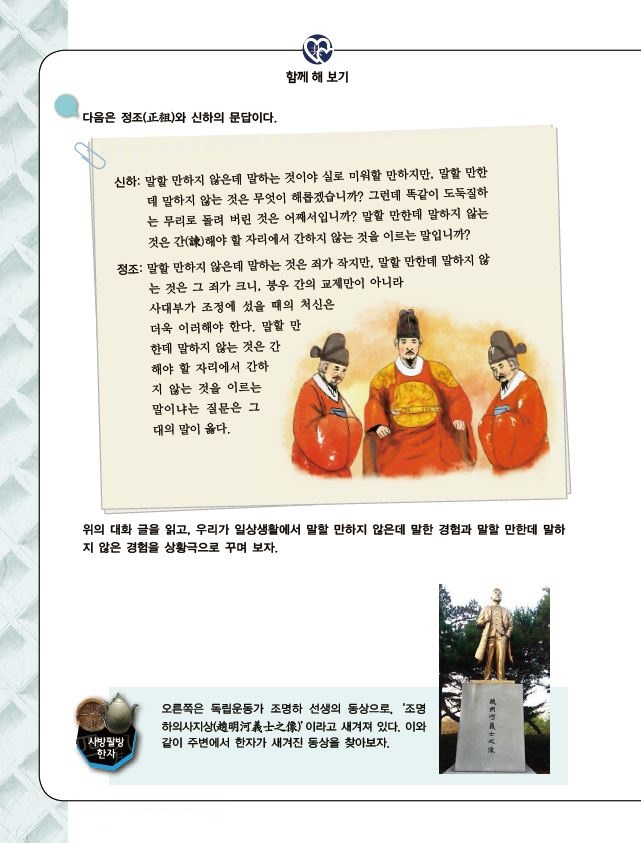 함께 해 보기
다음은 정조(正祖)와 신하의 문답이다.
신하: 말할 만하지 않은데 말하는 것이야 실로 미워할 만하지만, 말할 만한
데 말하지 않는 것은 무엇이 해롭겠습니까? 그런데 똑같이 도둑질하
는 무리로 돌려 버린 것은 어째서입니까? 말할 만한데 말하지 않는
것은 간(諫)해야 할 자리에서 간하지 않는 것을 이르는 말입니까?
정조: 말할 만하지 않은데 말하는 것은 죄가 작지만, 말할 만한데 말하지 않
는 것은 그 죄가 크니, 붕우 간의 교제만이 아니라
사대부가 조정에 섰을 때의 처신은
더욱 이러해야 한다. 말할 만
한데 말하지 않는 것은 간
해야 할 자리에서 간하
지 않는 것을 이르는
말이냐는 질문은 그
대의 말이 옳다.
위의 대화 글을 읽고, 우리가 일상생활에서 말할 만하지 않은데 말한 경험과 말할 만한데 말하
지 않은 경험을 상황극으로 꾸며 보자.
趙明河義士之像
사방팔방
한자
오른쪽은 독립운동가 조명하 선생의 동상으로, ‘조명
하의사지상(趙明河義士之像)’이라고 새겨져 있다. 이와
같이 주변에서 한자가 새겨진 동상을 찾아보자.